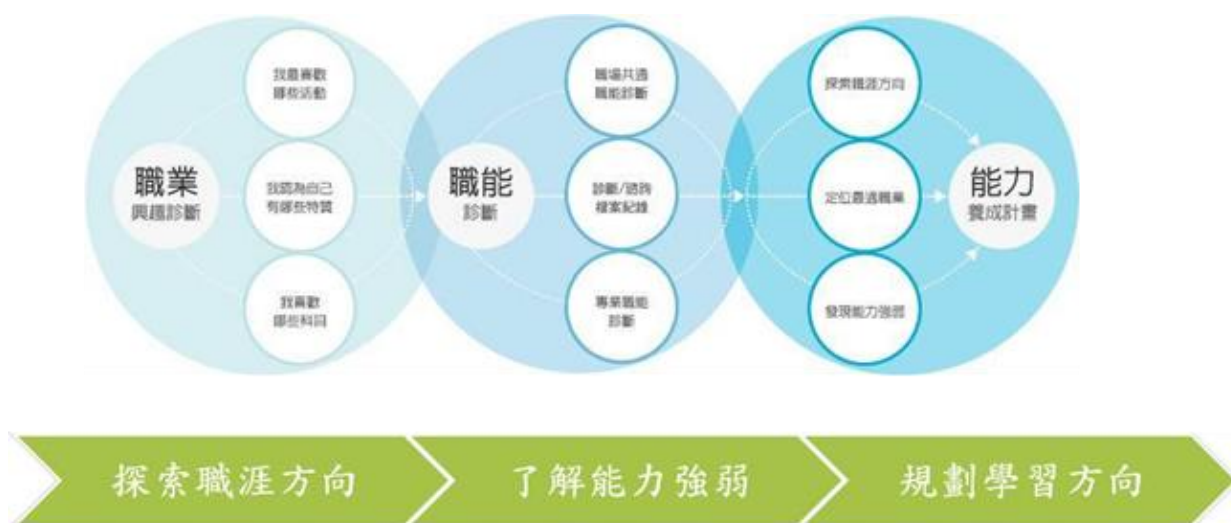 職業
興趣診斷
我最喜歡
哪些活動
我認為自己
有哪些特質
我喜歡
哪些科目
職能
診斷
職場共通
職能診斷
診斷/諮詢
檔案紀錄
專業職能
診斷
探索職涯方向
定位最適職業
發現能力強弱
能力
養成計畫
探索職涯方向
了解能力強弱
規劃學習方向